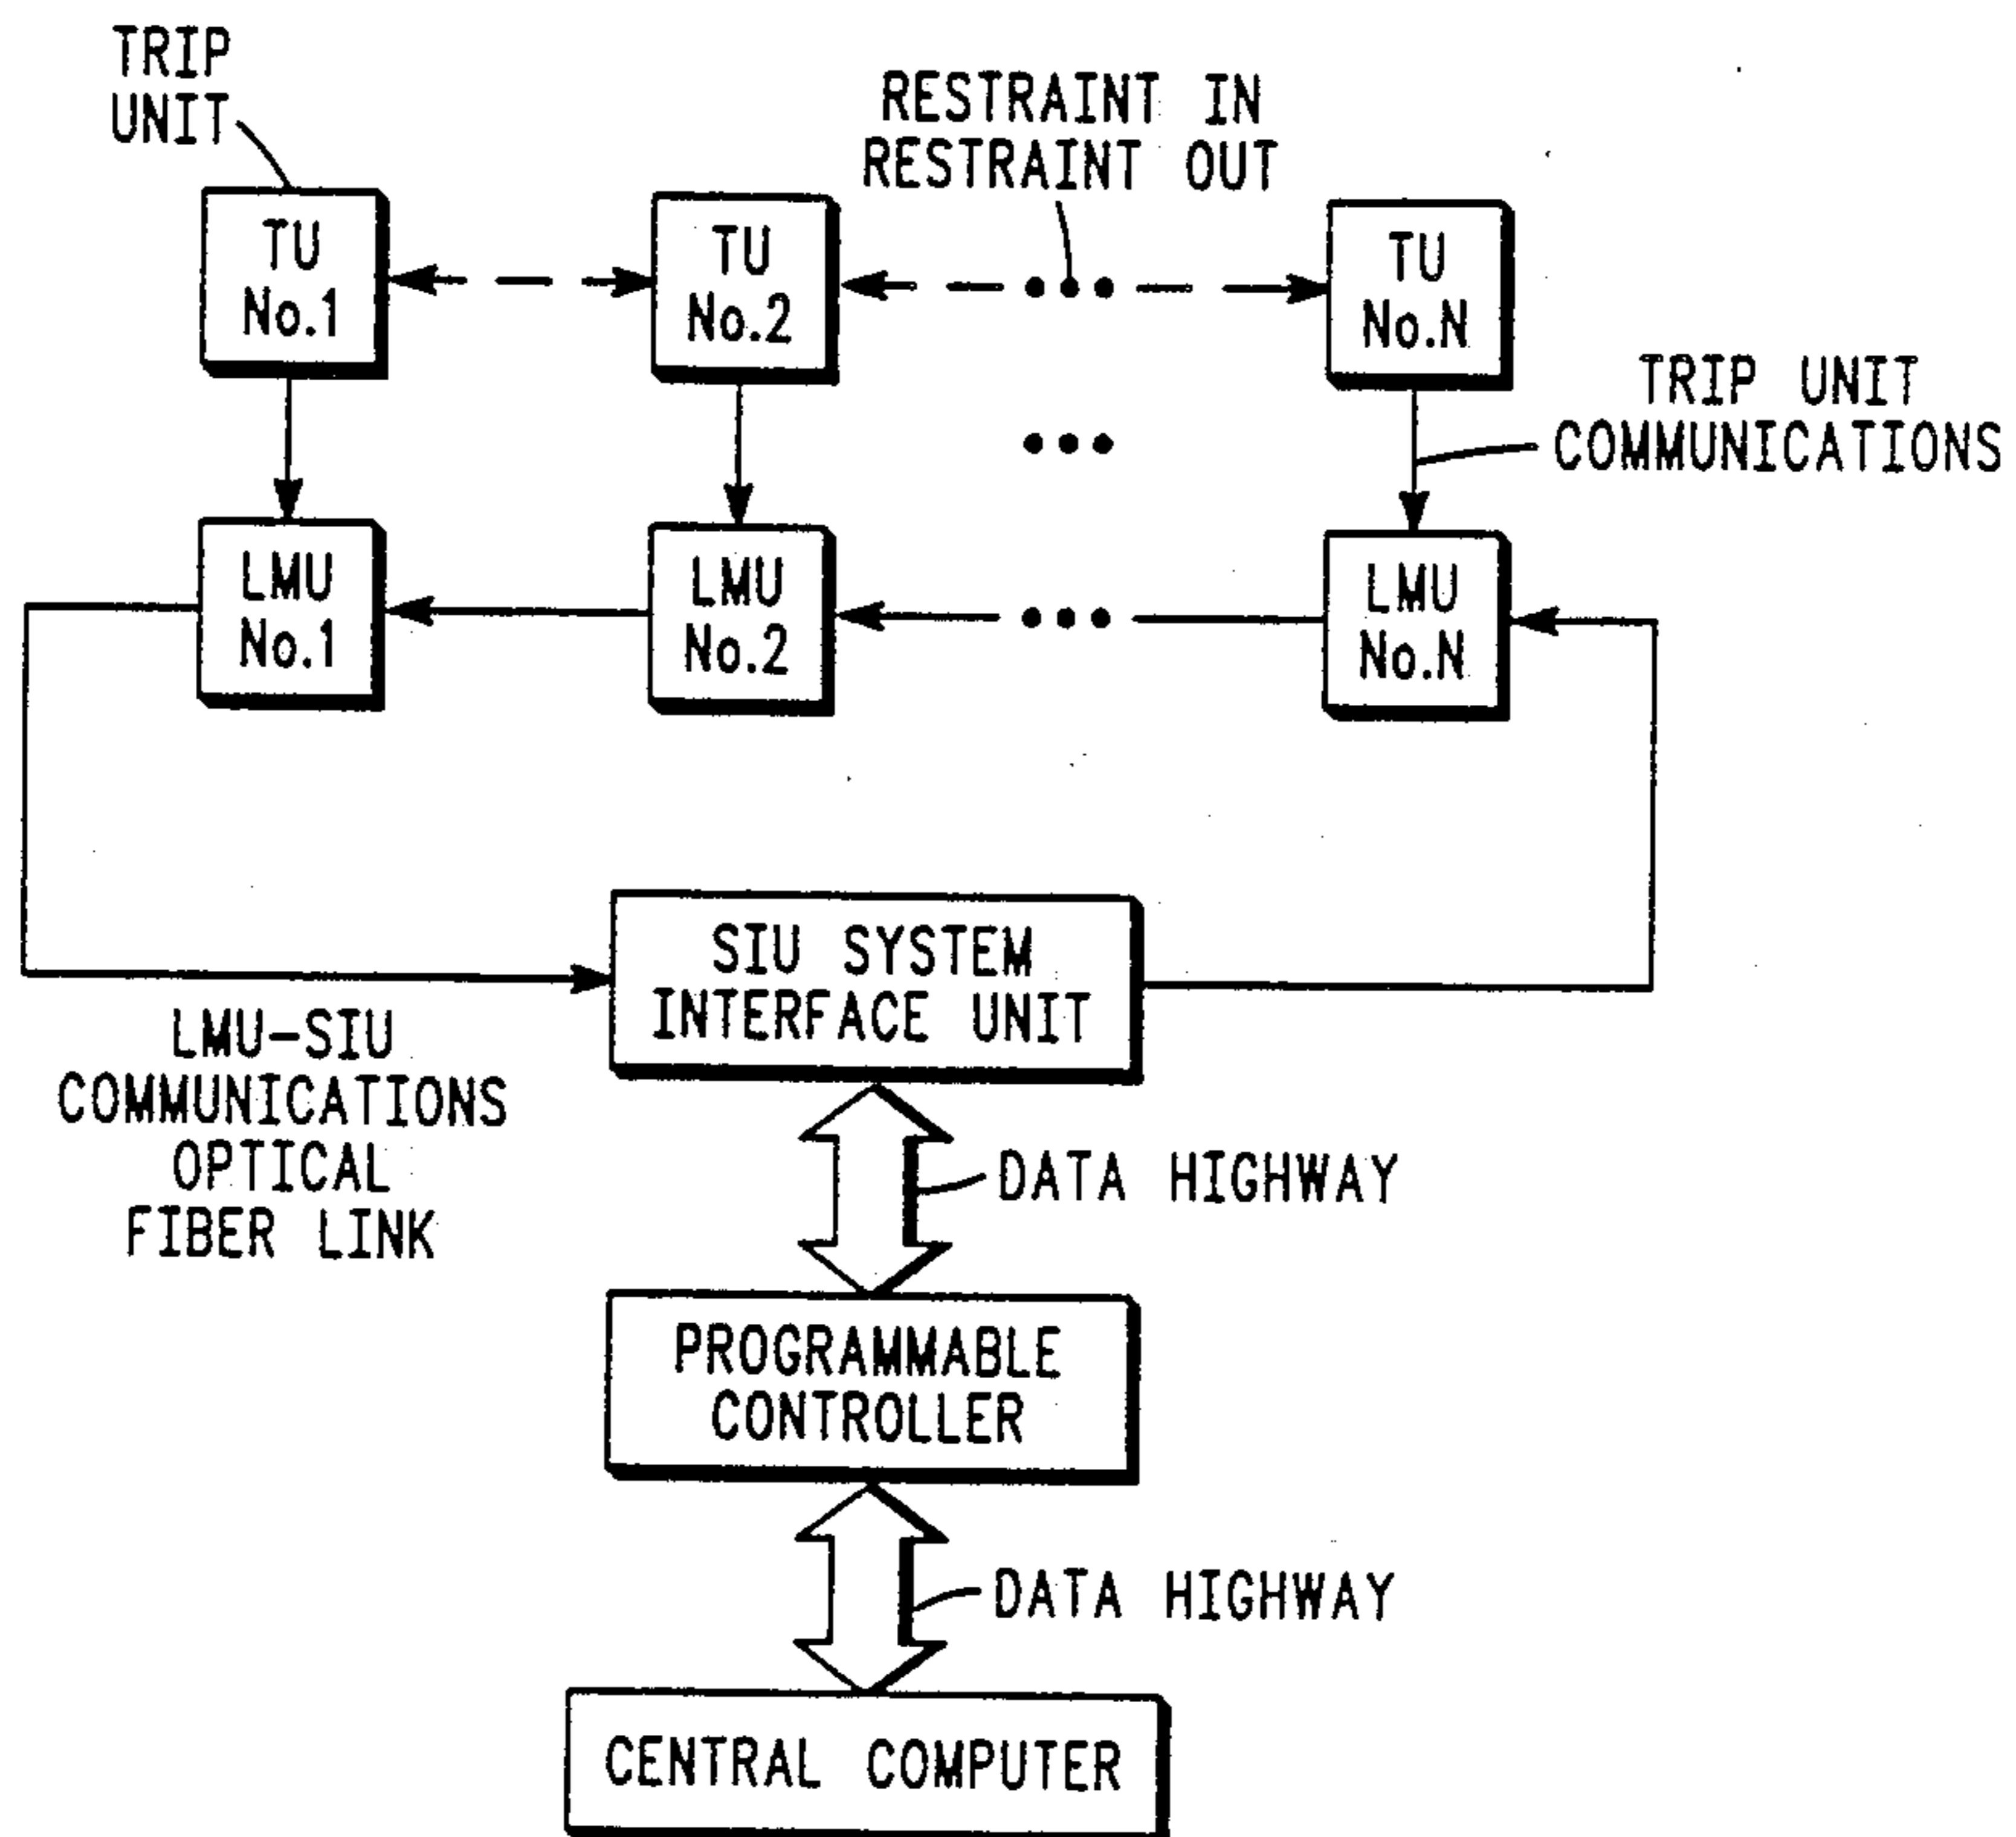 TRIP
UNIT
RESTRAINT IN
RESTRAINT OUT
TU
No.1
TU
No.2
TU
No.N
TRIP UNIT
COMMUNICATIONS
LMU
No.1
LMU
No.2
LMU
No.N
SIU SYSTEM
INTERFACE UNIT
LMU-SIU
COMMUNICATIONS
OPTICAL
FIBER LINK
DATA HIGHWAY
PROGRAMMABLE
CONTROLLER
DATA HIGHWAY
CENTRAL COMPUTER